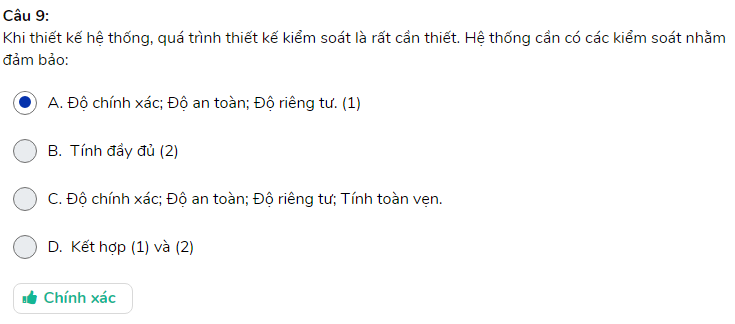 Câu 9:
Khi thiết kế hệ thống, quá trình thiết kế kiểm soát là rất cần thiết. Hệ thống cần có các kiểm soát nhằm
đảm bảo:
A. Độ chính xác; Độ an toàn; Độ riêng tư. (1)
B. Tính đầy đủ (2)
C. Độ chính xác; Độ an toàn; Độ riêng tư; Tính toàn vẹn.
D. Kết hợp (1) và (2)
Chính xác